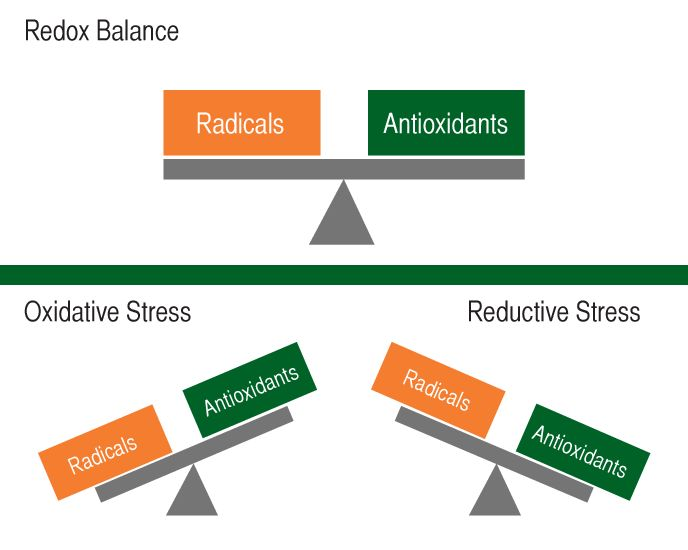 Redox Balance
Radicals
Antioxidants
Oxidative Stress
Reductive Stress
Radicals
Antioxidants
Radicals
Antioxidants